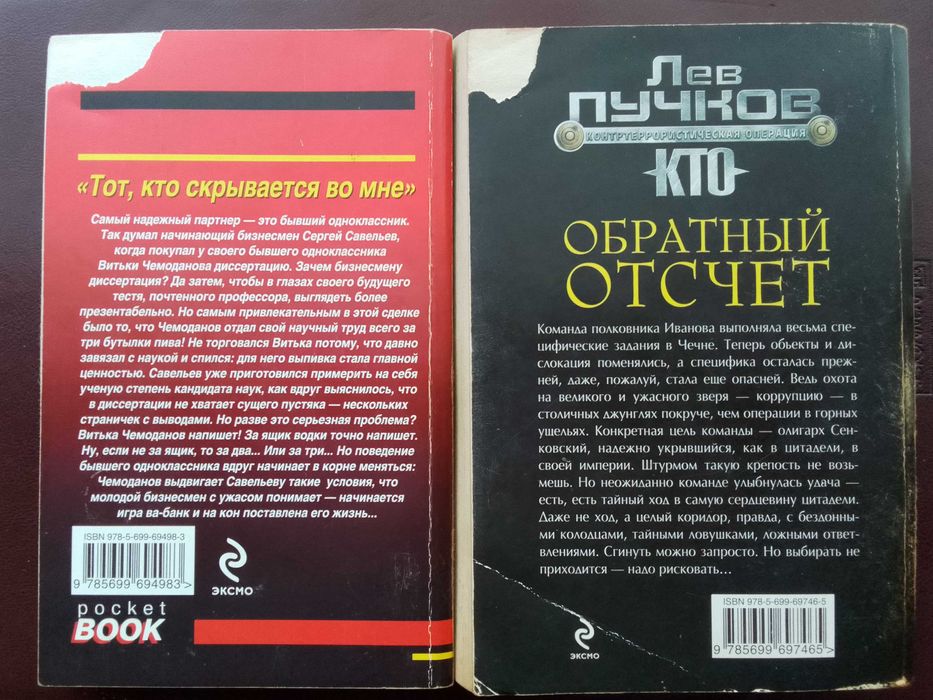 «Тот, кто скрывается во мне»
Самый надежный партнер — это бывший одноклассник.
Так думал начинающий бизнесмен Сергей Савельев,
когда покупал у своего бывшего одноклассника
Витьки Чемоданова диссертацию. Зачем бизнесмену
диссертация? Да затем, чтобы в глазах своего будущего
тестя, почтенного профессора, выглядеть более
презентабельно. Но самым привлекательным в этой сделке
было то, что Чемоданов отдал свой научный труд всего за
три бутылки пива! Не торговался Витька потому, что давно
завязал с наукой и спился: для него выпивка стала главной
ценностью. Савельев уже приготовился примерить на себя
ученую степень кандидата наук, как вдруг выяснилось, что
в диссертации не хватает сущего пустяка — нескольких
страничек с выводами. Но разве это серьезная проблема?
Витька Чемоданов напишет! За ящик водки точно напишет.
Ну, если не за ящик, то за два... Или за три... Но поведение
бывшего одноклассника вдруг начинает в корне меняться:
Чемоданов выдвигает Савельеву такие условия, что
молодой бизнесмен с ужасом понимает — начинается
игра ва-банк и на кон поставлена его жизнь...
ISBN 978-5-699-69498-3
9 785699 694983 >
ЭКСМО
pocket
BOOK
Лев
ПУЧКОВ
КОНТРТЕРРОРИСТИЧЕСКАЯ ОПЕРАЦИЯ
КТО
ОБРАТНЫЙ
ОТСЧЕТ
Команда полковника Иванова выполняла весьма спе-
цифические задания в Чечне. Теперь объекты и ди-
слокация поменялись, а специфика осталась преж-
ней, даже, пожалуй, стала еще опасней. Ведь охота
на великого и ужасного зверя — коррупцию — в
столичных джунглях покруче, чем операции в горных
ущельях. Конкретная цель команды — олигарх Сен-
ковский, надежно укрывшийся, как в цитадели, в
своей империи. Штурмом такую крепость не возь-
мешь. Но неожиданно команде улыбнулась удача —
есть, есть тайный ход в самую сердцевину цитадели.
Даже не ход, а целый коридор, правда, с бездонны-
ми колодцами, тайными ловушками, ложными ответ-
влениями. Сгинуть можно запросто. Но выбирать не
приходится — надо рисковать...
ISBN 978-5-699-69746-5
9 785699 697465 >
ЭКСМО